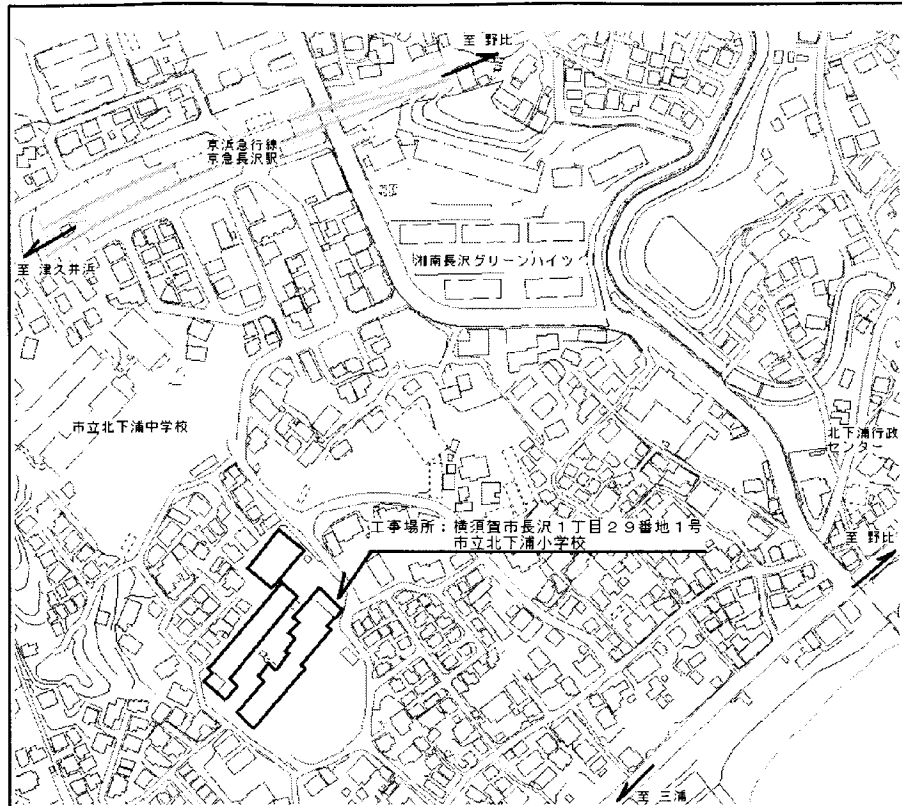 至 野比
京浜急行線
京急長沢駅
至 津久井浜
湘南長沢グリーンハイツ
市立北下浦中学校
北下浦行政
センター
工事場所：横須賀市長沢１丁目２９番地１号
市立北下浦小学校
至 野比
至 三浦